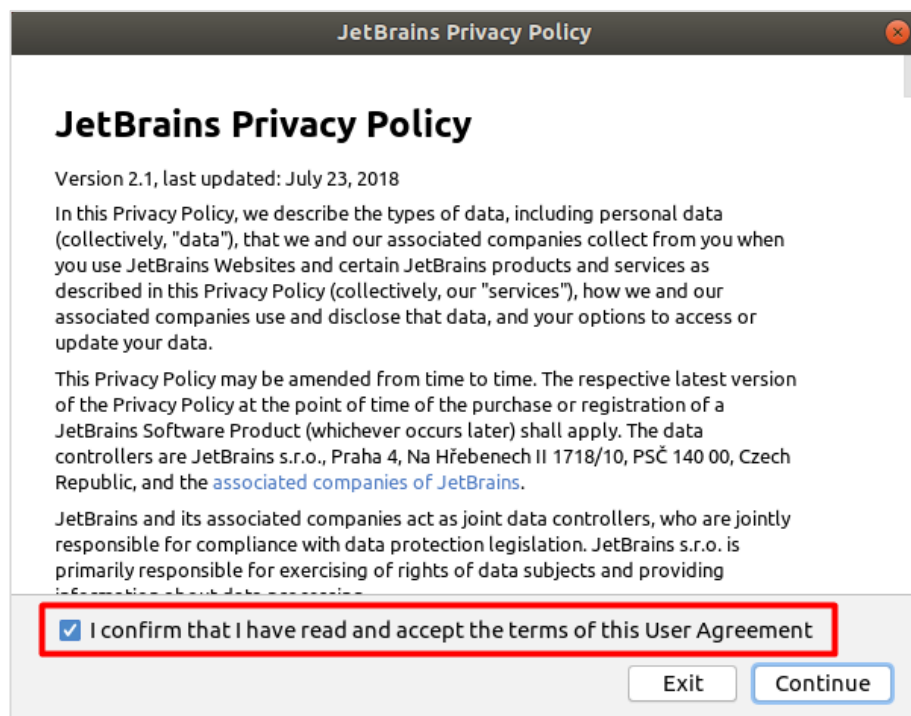 JetBrains Privacy Policy
JetBrains Privacy Policy
Version 2.1, last updated: July 23, 2018
In this Privacy Policy, we describe the types of data, including personal data
(collectively, "data"), that we and our associated companies collect from you when
you use JetBrains Websites and certain JetBrains products and services as
described in this Privacy Policy (collectively, our "services"), how we and our
associated companies use and disclose that data, and your options to access or
update your data.
This Privacy Policy may be amended from time to time. The respective latest version
of the Privacy Policy at the point of time of the purchase or registration of a
JetBrains Software Product (whichever occurs later) shall apply. The data
controllers are JetBrains s.r.o., Praha 4, Na Hřebenech II 1718/10, PSČ 140 00, Czech
Republic, and the associated companies of JetBrains.
JetBrains and its associated companies act as joint data controllers, who are jointly
responsible for compliance with data protection legislation. JetBrains s.r.o. is
primarily responsible for exercising of rights of data subjects and providing
information about data processing.
I confirm that I have read and accept the terms of this User Agreement
Exit
Continue